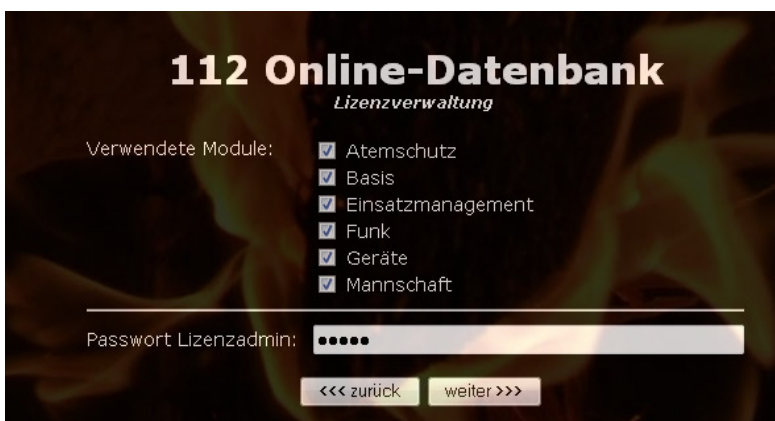 112 Online-Datenbank
Lizenzverwaltung
Verwendete Module:
Atemschutz
Basis
Einsatzmanagement
Funk
Geräte
Mannschaft
Passwort Lizenzadmin: •••••
<<< zurück weiter >>>